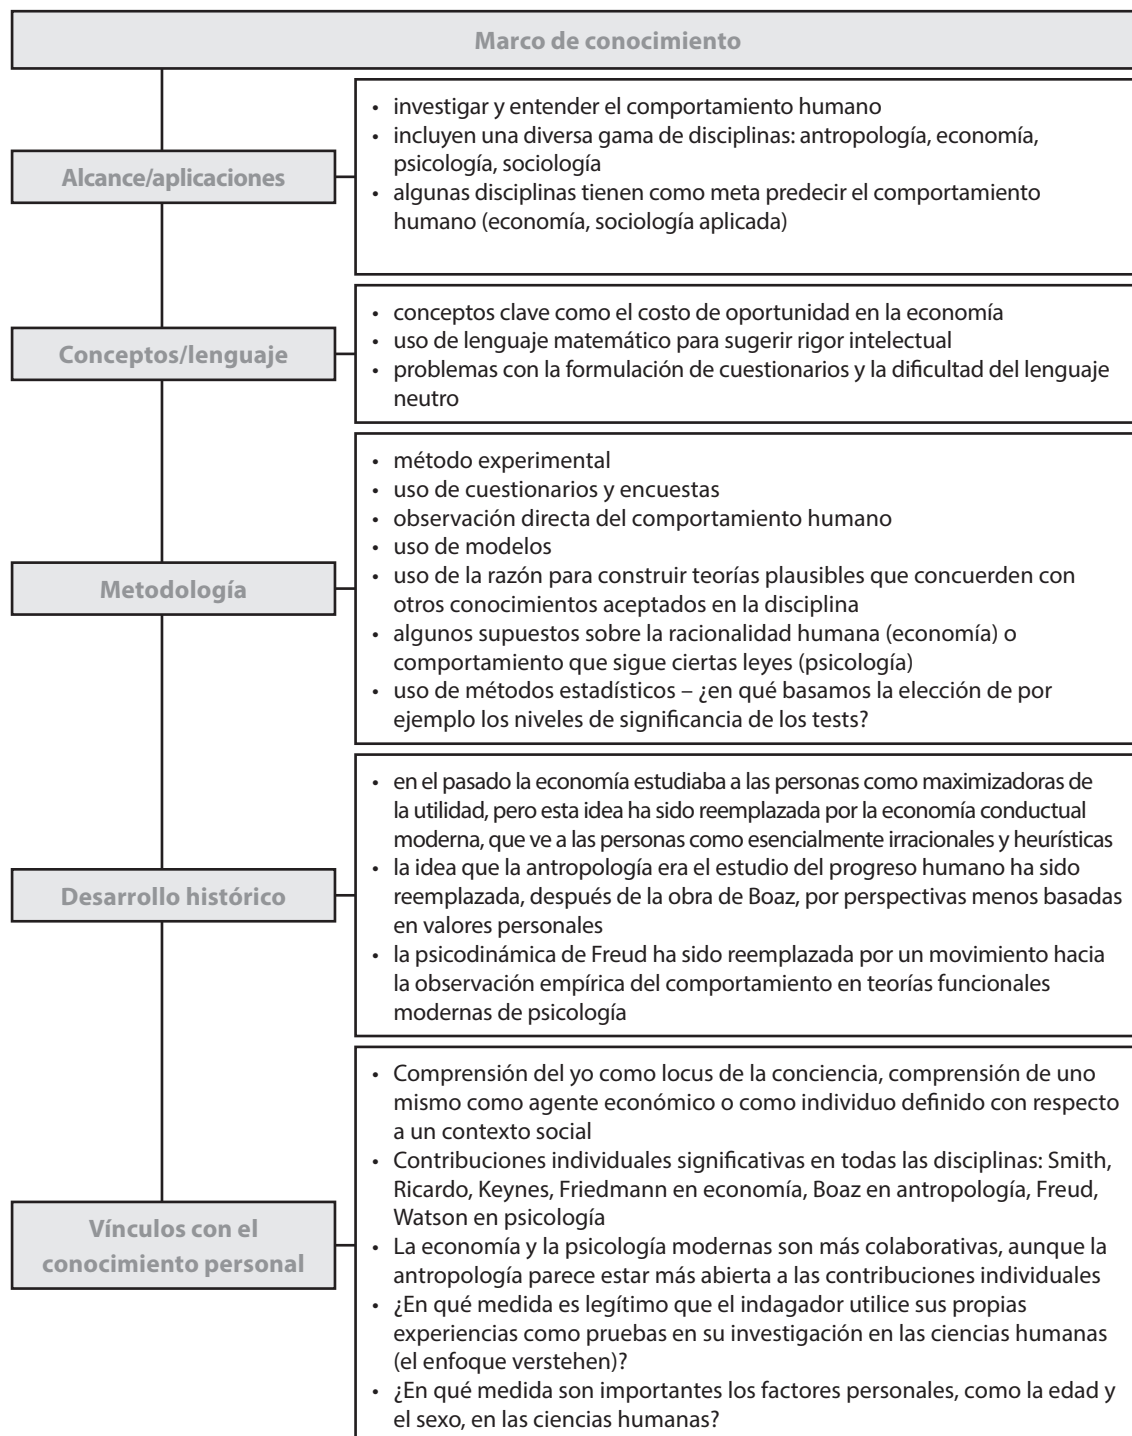 Marco de conocimiento
Alcance/aplicaciones
• investigar y entender el comportamiento humano
• incluyen una diversa gama de disciplinas: antropología, economía,
psicología, sociología
• algunas disciplinas tienen como meta predecir el comportamiento
humano (economía, sociología aplicada)
Conceptos/lenguaje
• conceptos clave como el costo de oportunidad en la economía
• uso de lenguaje matemático para sugerir rigor intelectual
• problemas con la formulación de cuestionarios y la dificultad del lenguaje
neutro
Metodología
• método experimental
• uso de cuestionarios y encuestas
• observación directa del comportamiento humano
• uso de modelos
• uso de la razón para construir teorías plausibles que concuerden con
otros conocimientos aceptados en la disciplina
• algunos supuestos sobre la racionalidad humana (economía) o
comportamiento que sigue ciertas leyes (psicología)
• uso de métodos estadísticos – ¿en qué basamos la elección de por
ejemplo los niveles de significancia de los tests?
Desarrollo histórico
• en el pasado la economía estudiaba a las personas como maximizadoras de
la utilidad, pero esta idea ha sido reemplazada por la economía conductual
moderna, que ve a las personas como esencialmente irracionales y heurísticas
• la idea que la antropología era el estudio del progreso humano ha sido
reemplazada, después de la obra de Boaz, por perspectivas menos basadas
en valores personales
• la psicodinámica de Freud ha sido reemplazada por un movimiento hacia
la observación empírica del comportamiento en teorías funcionales
modernas de psicología
Vínculos con el
conocimiento personal
• Comprensión del yo como locus de la conciencia, comprensión de uno
mismo como agente económico o como individuo definido con respecto
a un contexto social
• Contribuciones individuales significativas en todas las disciplinas: Smith,
Ricardo, Keynes, Friedmann en economía, Boaz en antropología, Freud,
Watson en psicología
• La economía y la psicología modernas son más colaborativas, aunque la
antropología parece estar más abierta a las contribuciones individuales
• ¿En qué medida es legítimo que el indagador utilice sus propias
experiencias como pruebas en su investigación en las ciencias humanas
(el enfoque verstehen)?
• ¿En qué medida son importantes los factores personales, como la edad y
el sexo, en las ciencias humanas?